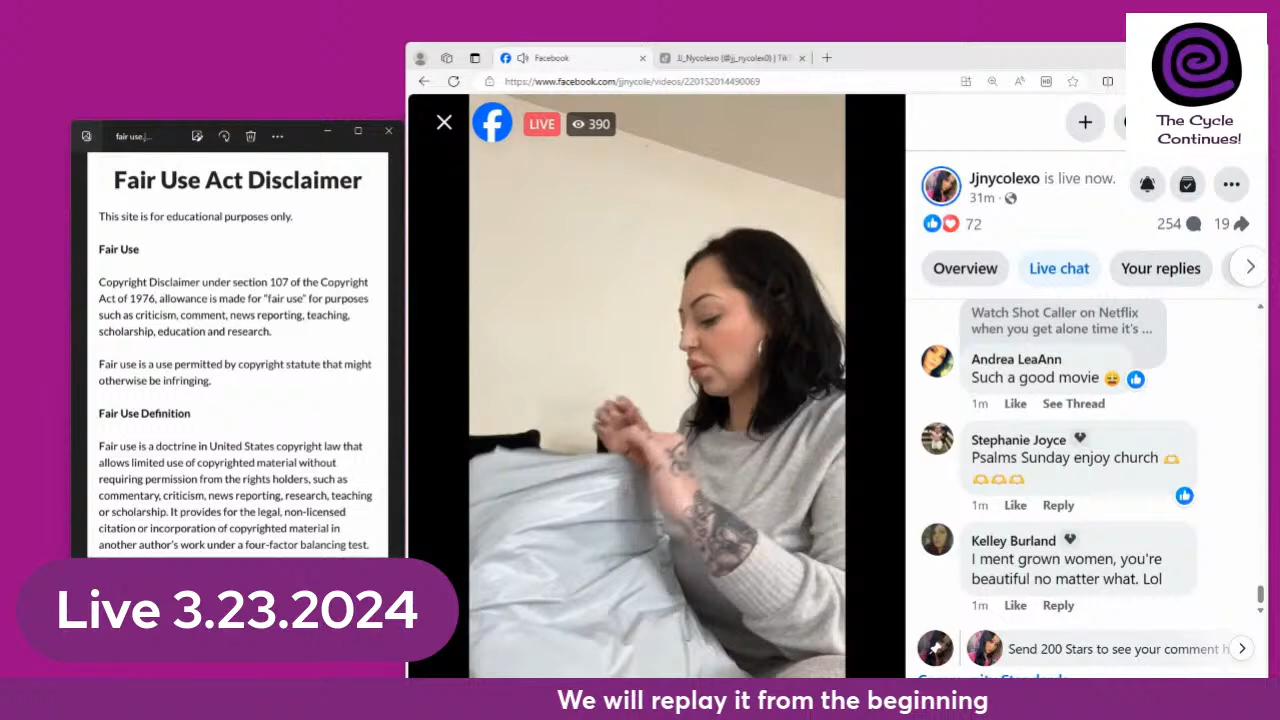 fair use.j...
Fair Use Act Disclaimer
This site is for educational purposes only.
Fair Use
Copyright Disclaimer under section 107 of the Copyright
Act of 1976, allowance is made for "fair use" for purposes
such as criticism, comment, news reporting, teaching,
scholarship, education and research.
Fair use is a use permitted by copyright statute that might
otherwise be infringing.
Fair Use Definition
Fair use is a doctrine in United States copyright law that
allows limited use of copyrighted material without
requiring permission from the rights holders, such as
commentary, criticism, news reporting, research, teaching
or scholarship. It provides for the legal, non-licensed
citation or incorporation of copyrighted material in
another author's work under a four-factor balancing test.
Live 3.23.2024
Facebook
JJ_Nycolexo (@jj_nycolex0) | TikT
https://www.facebook.com/jjnycolle/videos/220152014490069
LIVE
390
The Cycle
Continues!
Jjnycolexo is live now.
31m ·
72
254
19
Overview
Live chat
Your replies
Watch Shot Caller on Netflix
when you get alone time it's ...
Andrea LeaAnn
Such a good movie 😩
1m Like See Thread
Stephanie Joyce
Psalms Sunday enjoy church 🫶
🫶🫶🫶
1m Like Reply
Kelley Burland
I ment grown women, you're
beautiful no matter what. Lol
1m Like Reply
Send 200 Stars to see your comment h
We will replay it from the beginning